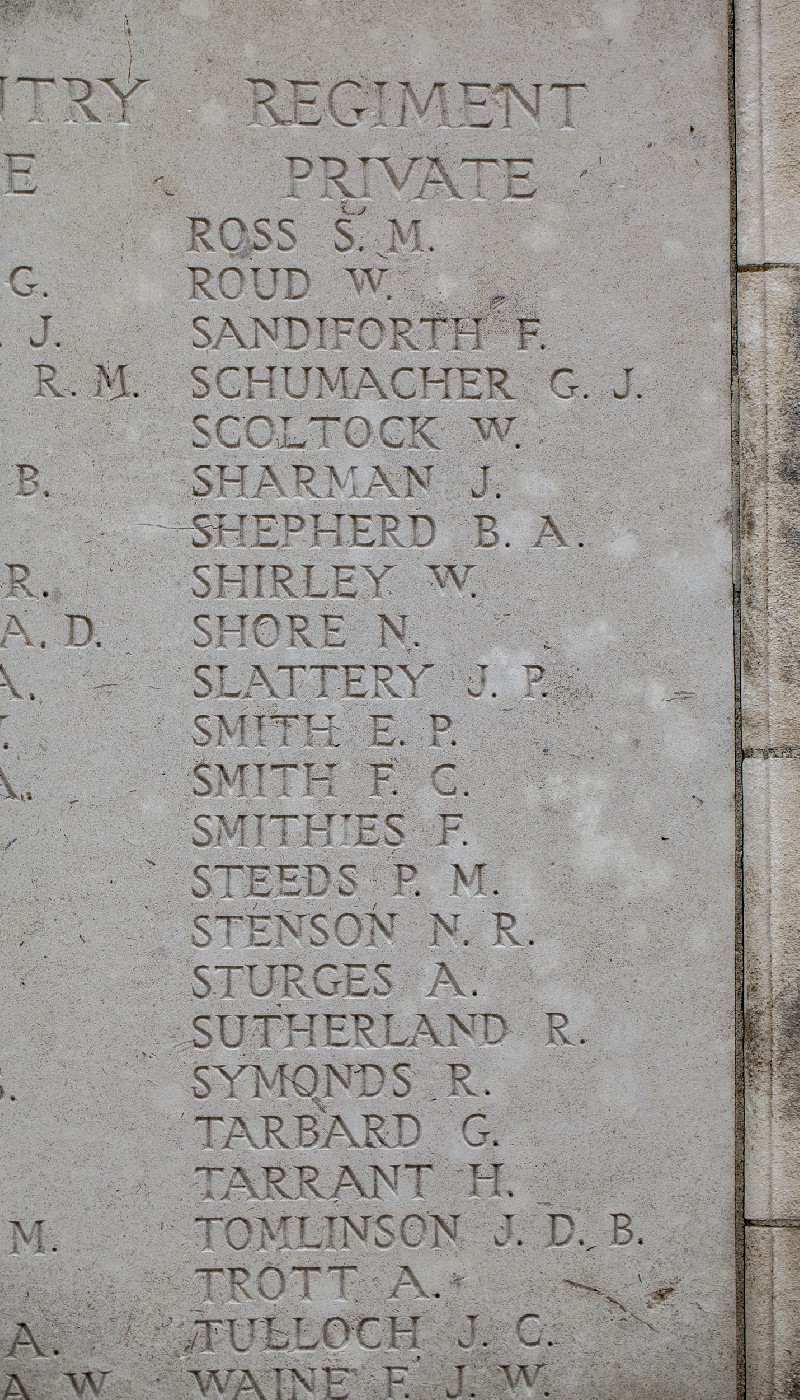 REGIMENT
PRIVATE
ROSS S. M.
G. ROUD W.
J. SANDIFORTH F.
R. M. SCHUMACHER G. J.
SCOLTOCK W.
B. SHARMAN J.
SHEPHERD B. A.
R. SHIRLEY W.
A. D. SHORE N.
A. SLATTERY J. P.
SMITH E. P.
A. SMITH F. C.
SMITHIES F.
STEEDS P. M.
STENSON N. R.
STURGES A.
SUTHERLAND R.
SYMONDS R.
TARBARD G.
TARRANT H.
M. TOMLINSON J. D. B.
TROTT A.
A. TULLOCH J. C.
A W WAINE F. J. W.